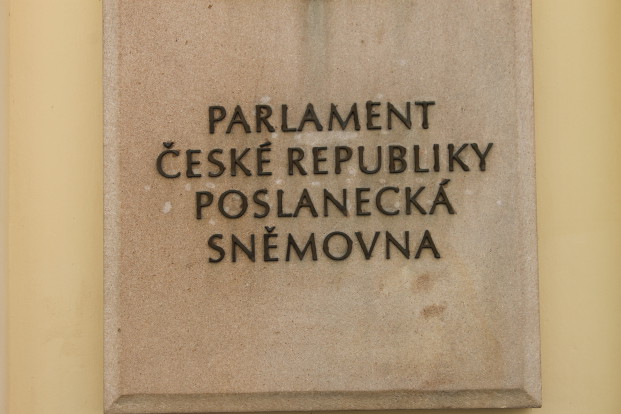 PARLAMENT
ČESKÉ REPUBLIKY
POSLANECKÁ
SNĚMOVNA